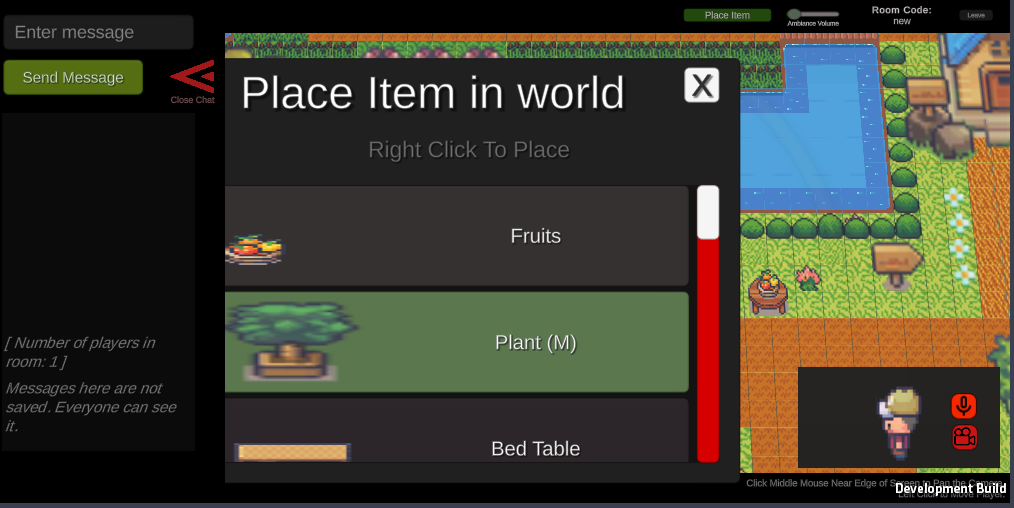 Enter message
Send Message
Close Chat
[ Number of players in
room: 1 ]
Messages here are not
saved. Everyone can see
it.
Place Item
Ambiance Volume
Room Code:
new
Leave
Place Item in world
X
Right Click To Place
Fruits
Plant (M)
Bed Table
Click Middle Mouse Near Edge of Screen to Pan the Camera.
Left Click to Move Player.
Development Build